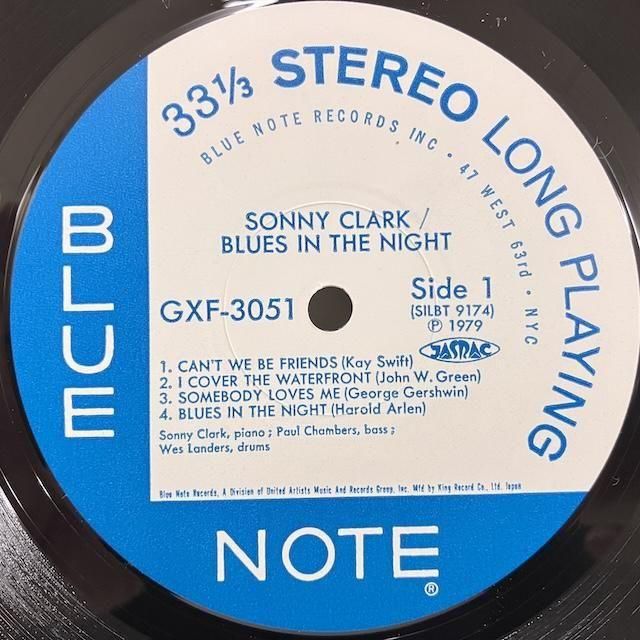 33⅓ STEREO LONG PLAYING
BLUE NOTE RECORDS INC • 47 WEST 63rd • NYC
BLUE
SONNY CLARK /
BLUES IN THE NIGHT
GXF-3051
Side 1
(SILBT 9174)
℗ 1979
JASRAC
1. CAN'T WE BE FRIENDS (Kay Swift)
2. I COVER THE WATERFRONT (John W. Green)
3. SOMEBODY LOVES ME (George Gershwin)
4. BLUES IN THE NIGHT (Harold Arlen)
Sonny Clark, piano ; Paul Chambers, bass ;
Wes Landers, drums
Blue Note Records, A Division of United Artists Music And Records Group, Inc. Mfd by King Record Co., Ltd. Japan
NOTE ®